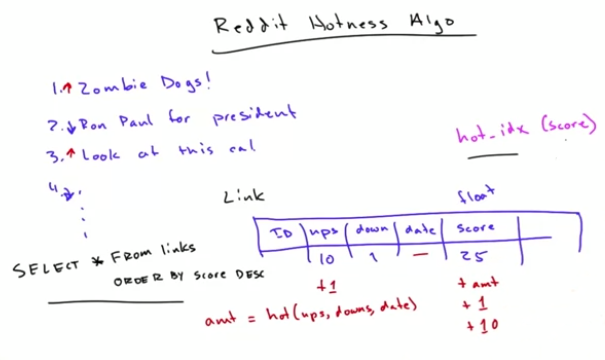 Reddit Hotness Algo
1.↑ Zombie Dogs!
2.↓ Ron Paul for president
3.↑ Look at this cal
4.↓.
hot_idx (score)
Link
float
ID ups down date score
10 1 — 25
SELECT * From links
ORDER BY Score DESC
+1
+ amt
amt = hot(ups, downs, date)
+1
+10